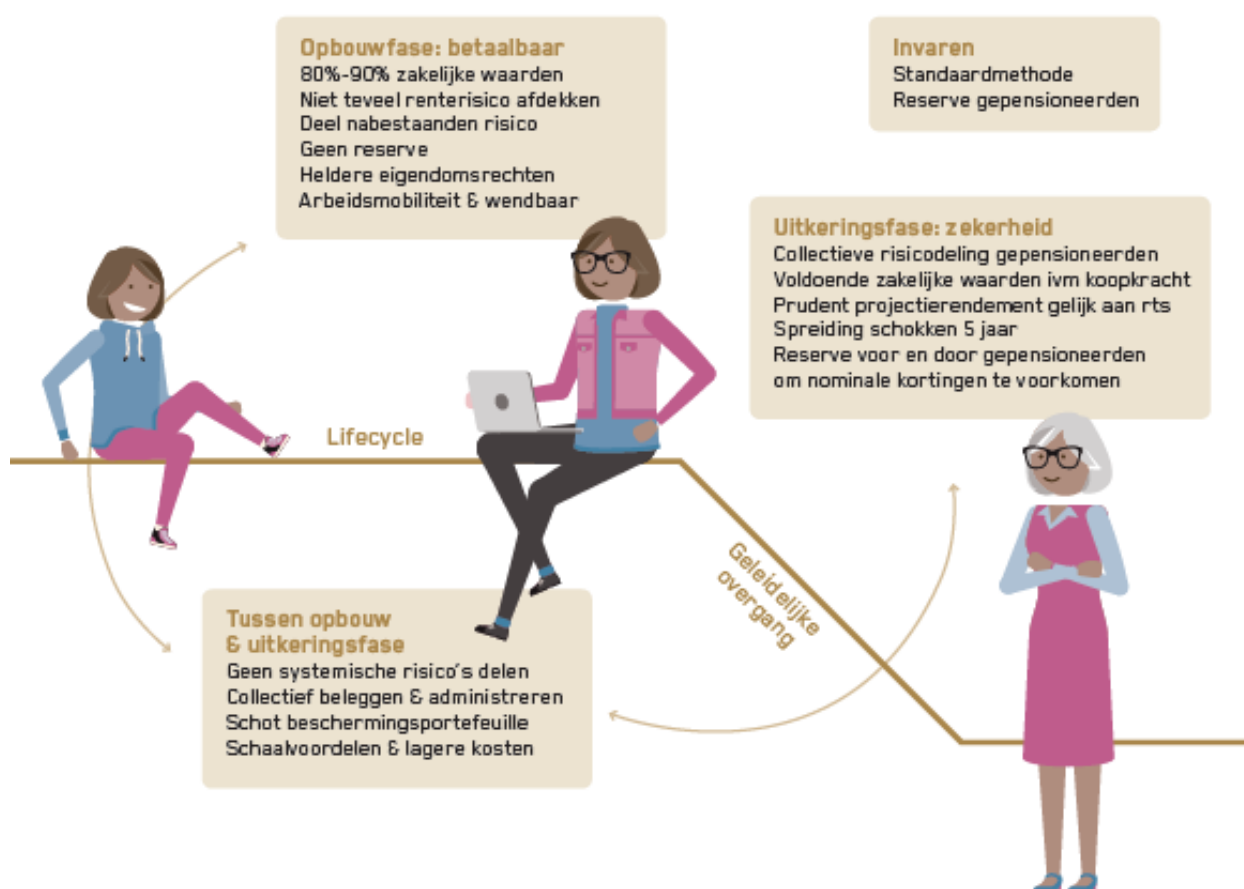 Opbouwfase: betaalbaar
80%-90% zakelijke waarden
Niet teveel renterisico afdekken
Deel nabestaanden risico
Geen reserve
Heldere eigendomsrechten
Arbeidsmobiliteit & wendbaar
Invaren
Standaardmethode
Reserve gepensioneerden
Uitkeringsfase: zekerheid
Collectieve risicodeling gepensioneerden
Voldoende zakelijke waarden ivm koopkracht
Prudent projectierendement gelijk aan rts
Spreiding schokken 5 jaar
Reserve voor en door gepensioneerden
om nominale kortingen te voorkomen
Lifecycle
Geleidelijke
overgang
Tussen opbouw
& uitkeringsfase
Geen systemische risico's delen
Collectief beleggen & administreren
Schot beschermingsportefeuille
Schaalvoordelen & lagere kosten